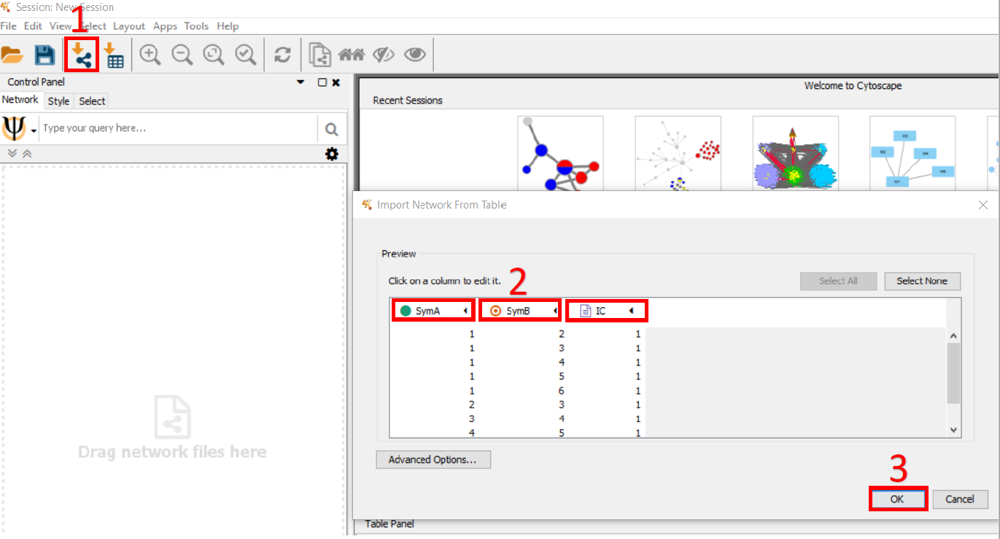 Session: New Session
1
File Edit View Select Layout Apps Tools Help
Control Panel
Network Style Select
Type your query here...
Welcome to Cytoscape
Recent Sessions
Import Network From Table
Preview
Click on a column to edit it.
2
Select All Select None
SymA SymB IC
1 2 1
1 3 1
1 4 1
1 5 1
1 6 1
2 3 1
3 4 1
4 5 1
Drag network files here
Advanced Options...
3
OK Cancel
Table Panel